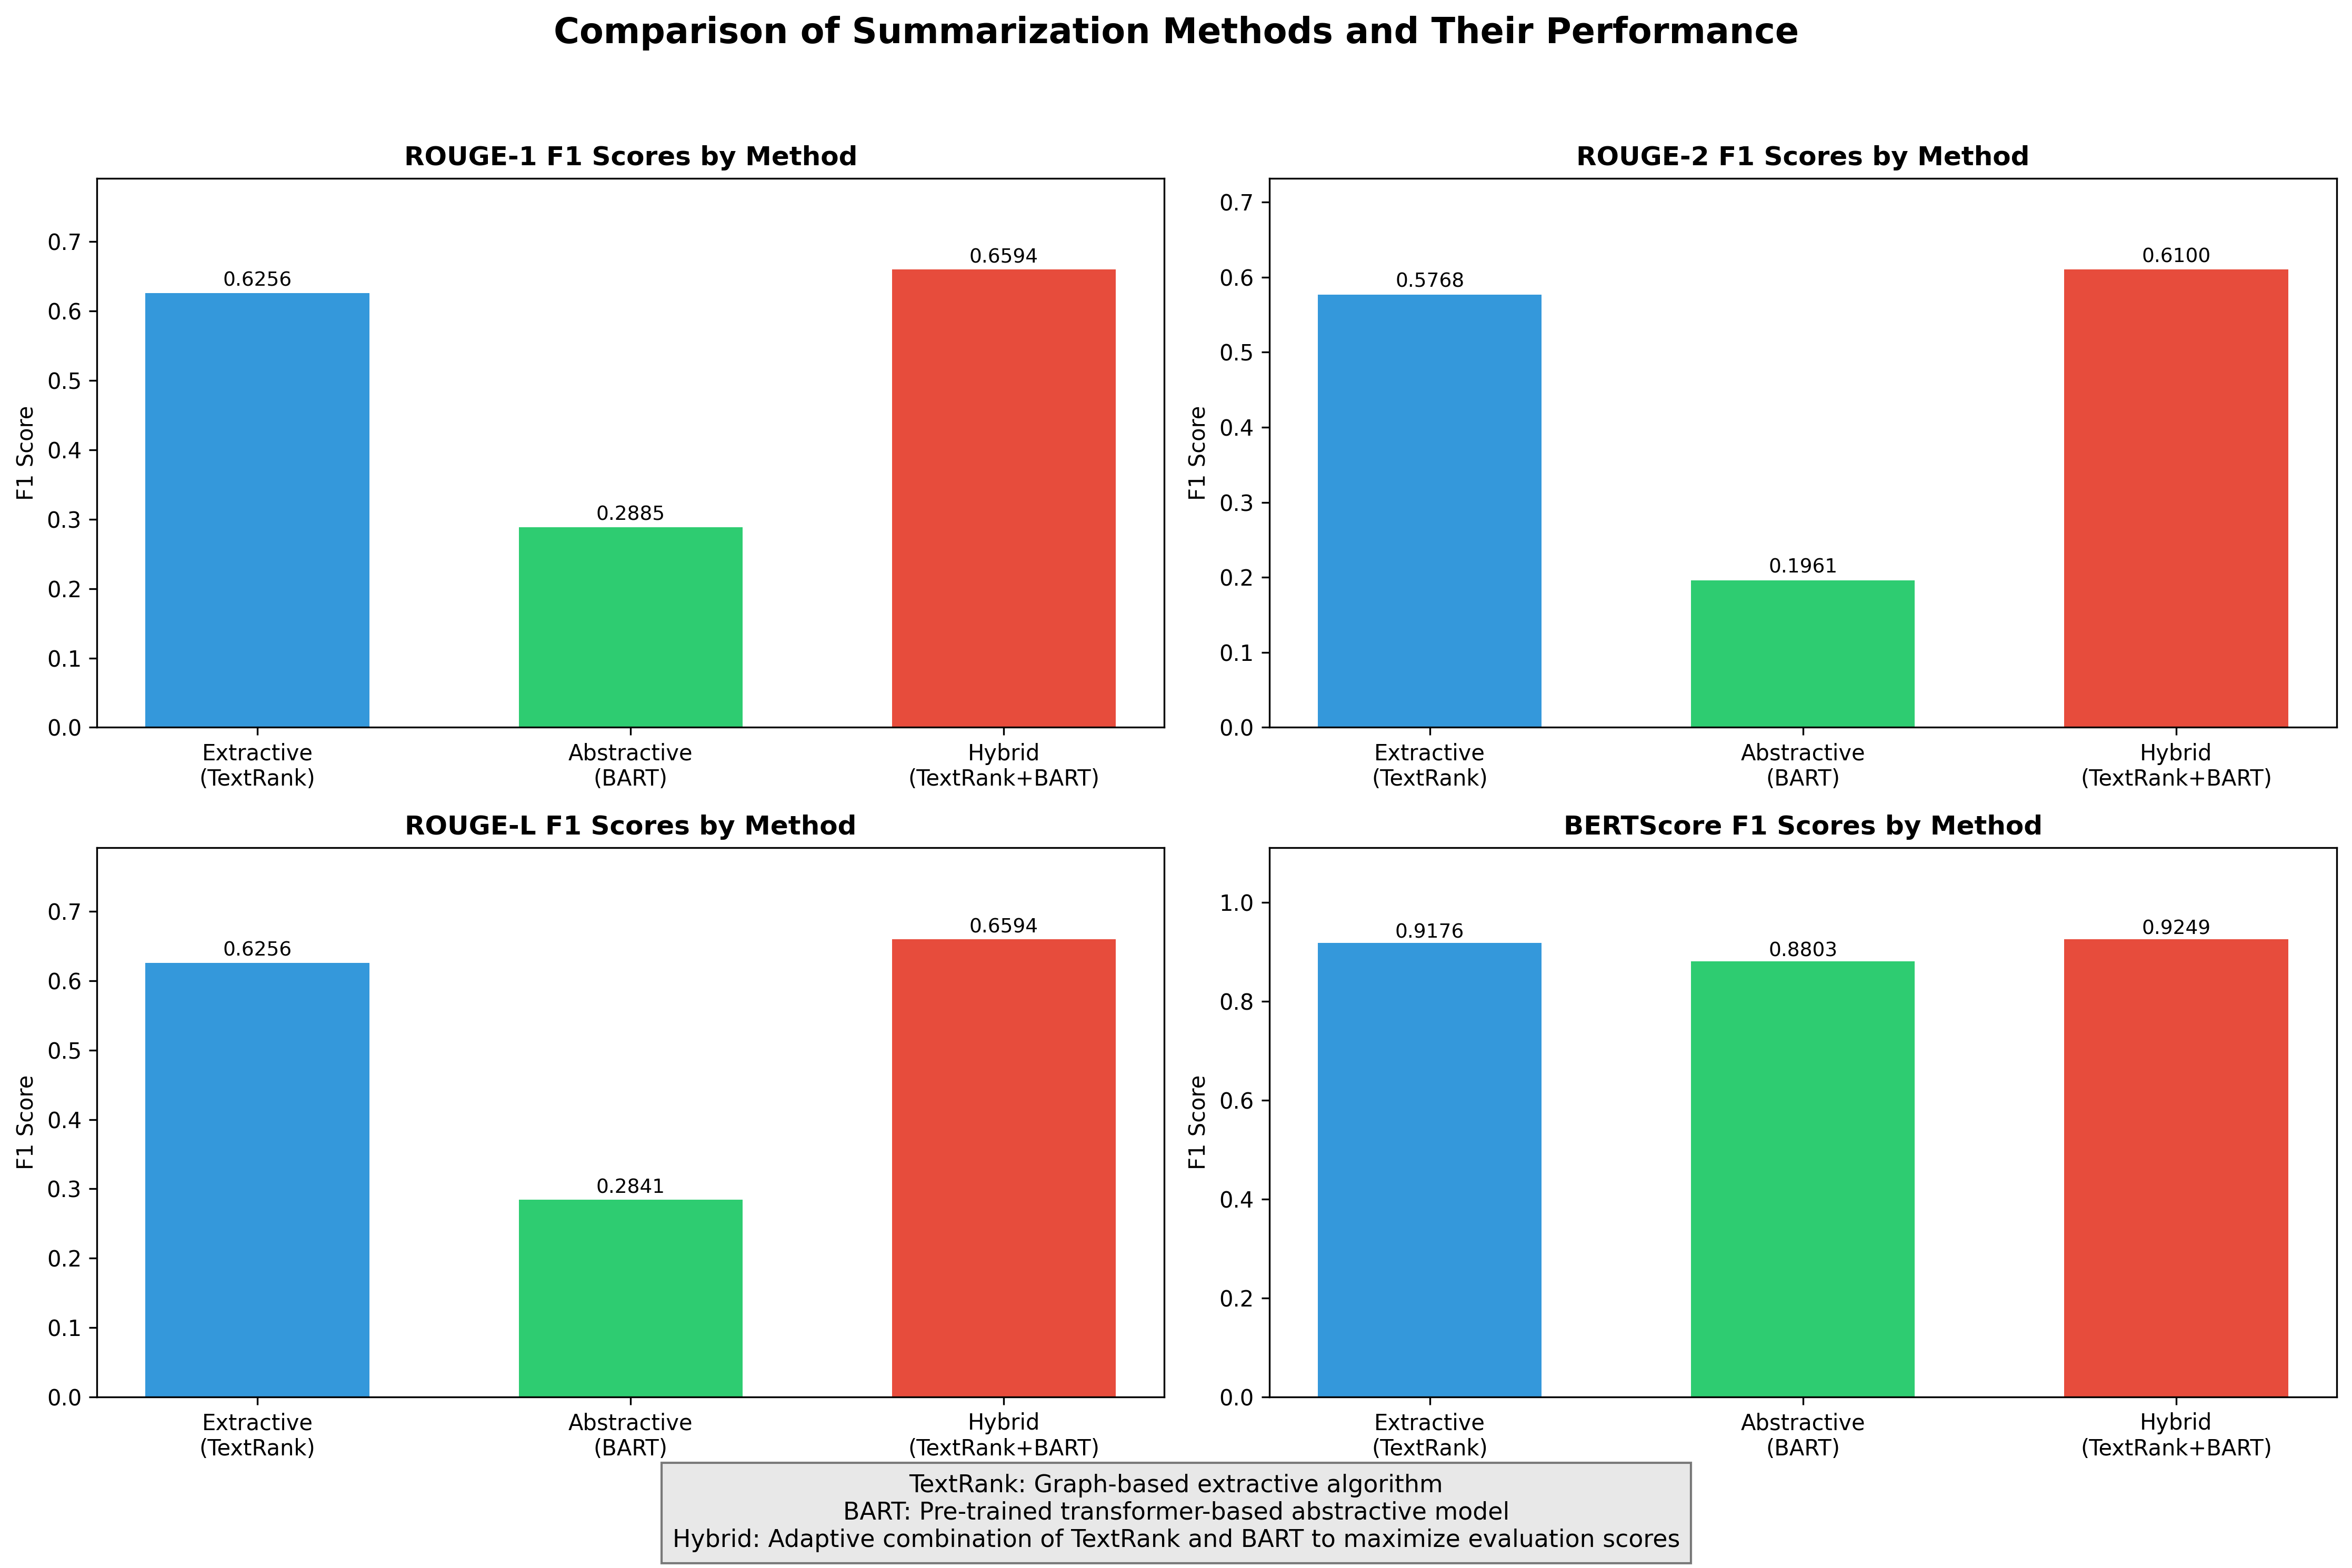 Comparison of Summarization Methods and Their Performance
ROUGE-1 F1 Scores by Method
F1 Score
0.7
0.6
0.5
0.4
0.3
0.2
0.1
0.0
0.6256
0.2885
0.6594
Extractive
(TextRank)
Abstractive
(BART)
Hybrid
(TextRank+BART)
ROUGE-2 F1 Scores by Method
F1 Score
0.7
0.6
0.5
0.4
0.3
0.2
0.1
0.0
0.5768
0.1961
0.6100
Extractive
(TextRank)
Abstractive
(BART)
Hybrid
(TextRank+BART)
ROUGE-L F1 Scores by Method
F1 Score
0.7
0.6
0.5
0.4
0.3
0.2
0.1
0.0
0.6256
0.2841
0.6594
Extractive
(TextRank)
Abstractive
(BART)
Hybrid
(TextRank+BART)
BERTScore F1 Scores by Method
F1 Score
1.0
0.8
0.6
0.4
0.2
0.0
0.9176
0.8803
0.9249
Extractive
(TextRank)
Abstractive
(BART)
Hybrid
(TextRank+BART)
TextRank: Graph-based extractive algorithm
BART: Pre-trained transformer-based abstractive model
Hybrid: Adaptive combination of TextRank and BART to maximize evaluation scores